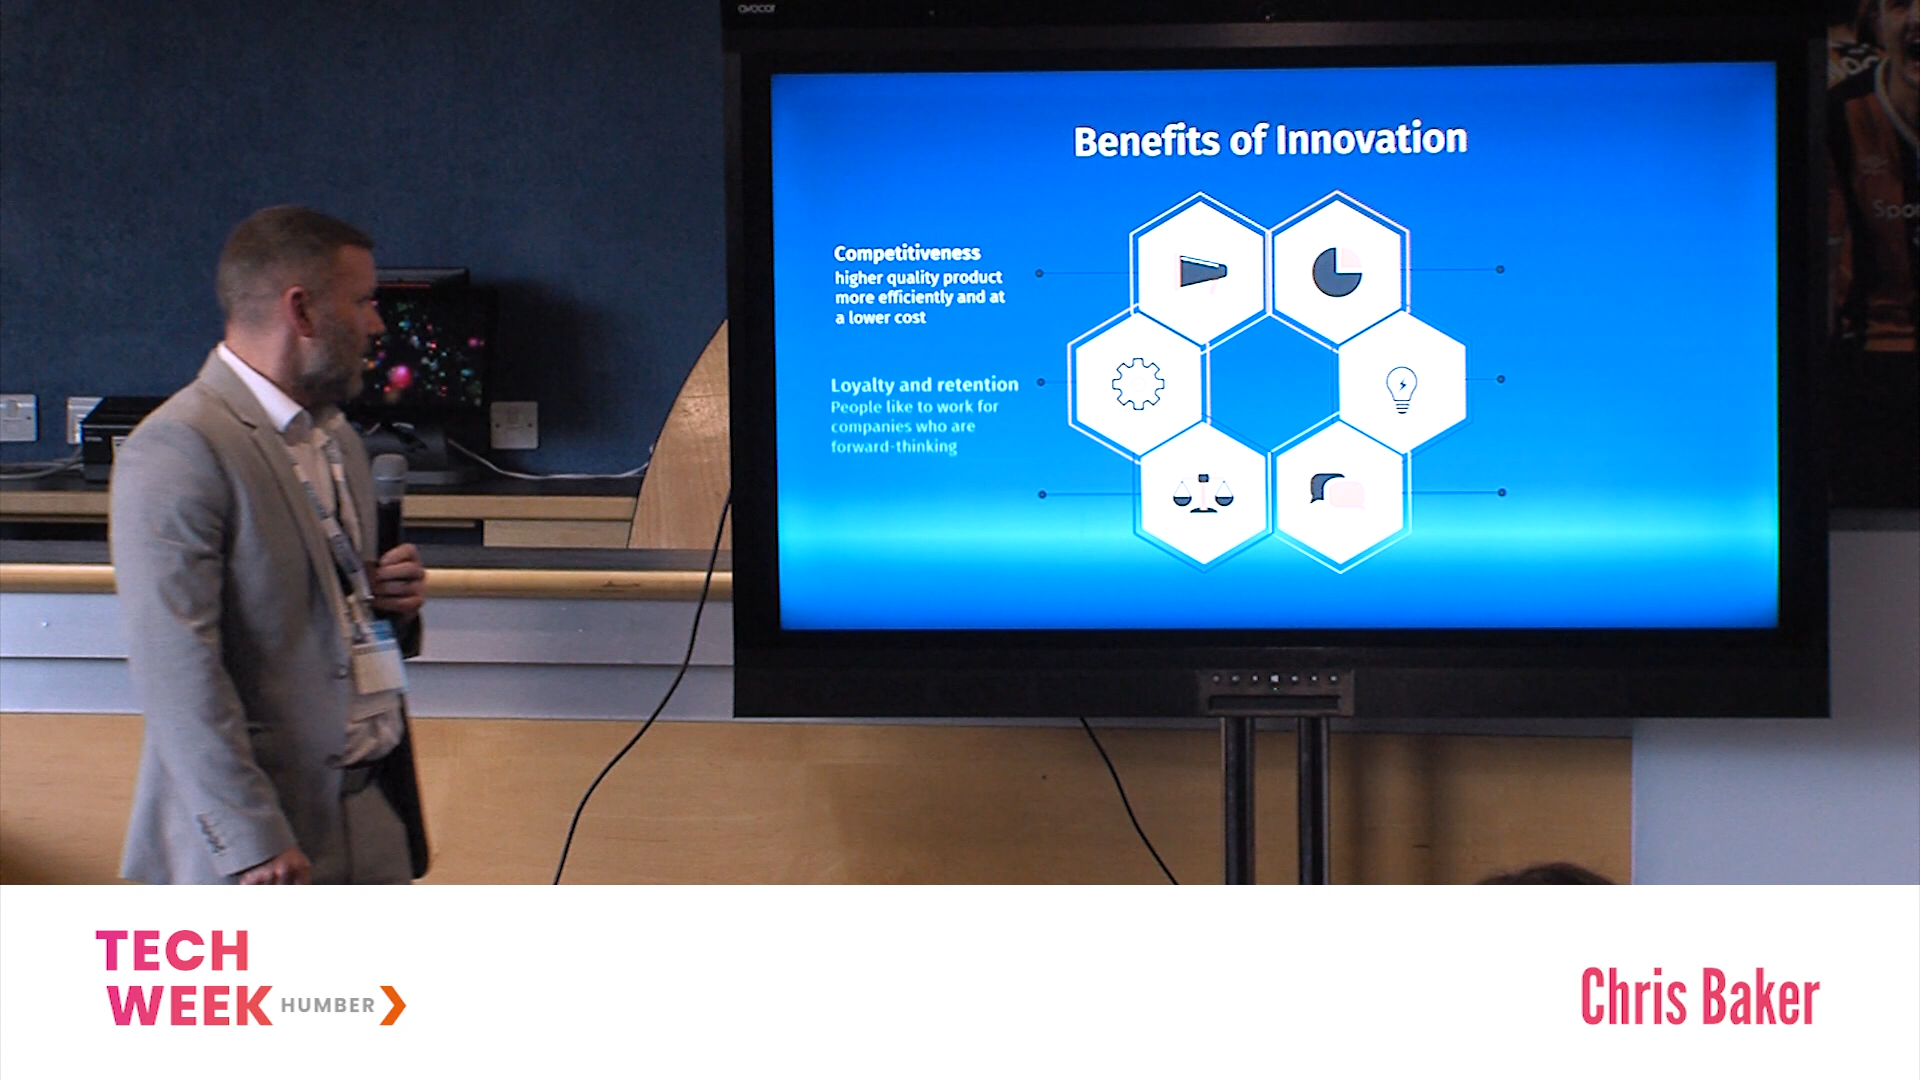 avocor
Benefits of Innovation
Competitiveness
higher quality product
more efficiently and at
a lower cost
Loyalty and retention
People like to work for
companies who are
forward-thinking
TECH
WEEK HUMBER
Chris Baker